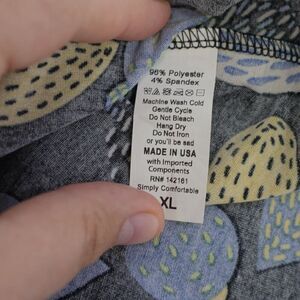 96% Polyester
4% Spandex
Machine Wash Cold
Gentle Cycle
Do Not Bleach
Hang Dry
Do Not Iron
or you'll be sad
MADE IN USA
with Imported
Components
RN# 142161
Simply Comfortable
XL